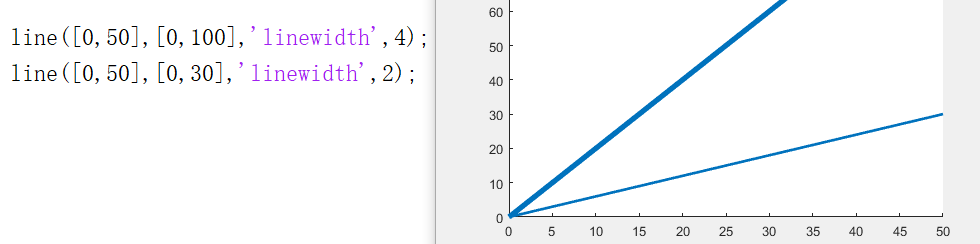 line([0,50],[0,100],'linewidth',4);
line([0,50],[0,30],'linewidth',2);
60
50
40
30
20
10
0
0 5 10 15 20 25 30 35 40 45 50